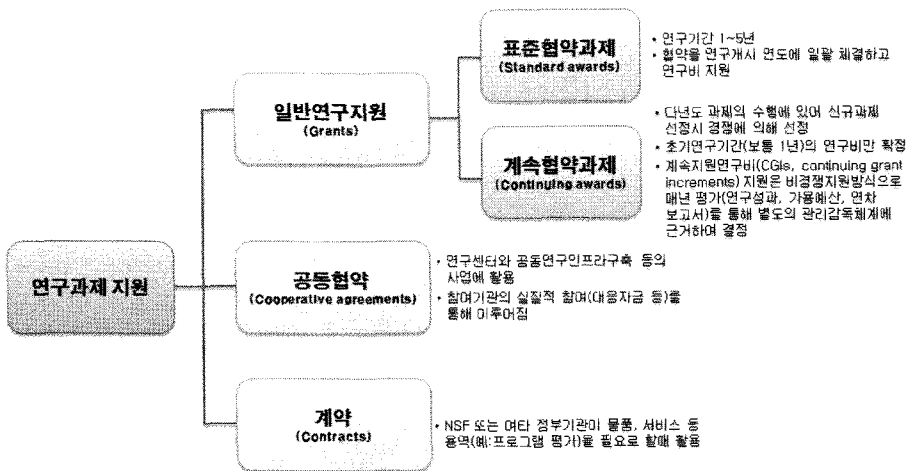 표준협약과제
(Standard awards)
• 연구기간 1~5년
• 협약을 연구개시 연도에 일괄 체결하고
연구비 지원
일반연구지원
(Grants)
계속협약과제
(Continuing awards)
• 다년도 과제의 수행에 있어 신규과제
선정시 경쟁에 의해 선정
• 초기연구기간(보통 1년)의 연구비만 확정
• 계속지원연구비(CGIs, continuing grant
increments) 지원은 비경쟁지원방식으로
매년 평가(연구성과, 가용예산, 연차
보고서)를 통해 별도의 관리감독체계에
근거하여 결정
연구과제 지원
공동협약
(Cooperative agreements)
• 연구센터와 공동연구인프라구축 등의
사업에 활용
• 참여기관의 실질적 참여(대응자금 등)를
통해 이루어짐
계약
(Contracts)
• NSF 또는 여타 정부기관이 물품, 서비스 등
용역(예:프로그램 평가)을 필요로 할때 활용